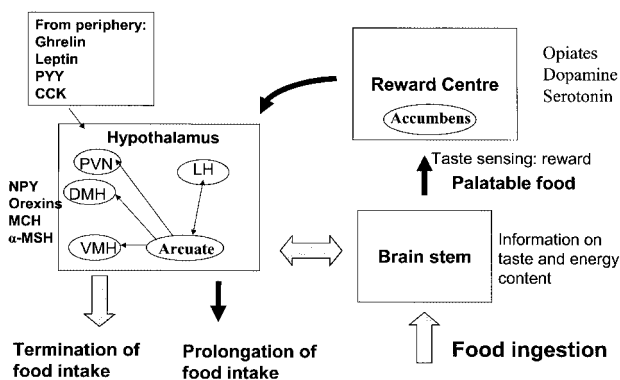 From periphery:
Ghrelin
Leptin
PYY
CCK
Hypothalamus
PVN
LH
DMH
VMH
Arcuate
NPY
Orexins
MCH
α-MSH
Reward Centre
Accumbens
Opiates
Dopamine
Serotonin
Taste sensing: reward
Palatable food
Brain stem
Information on
taste and energy
content
Termination of
food intake
Prolongation of
food intake
Food ingestion